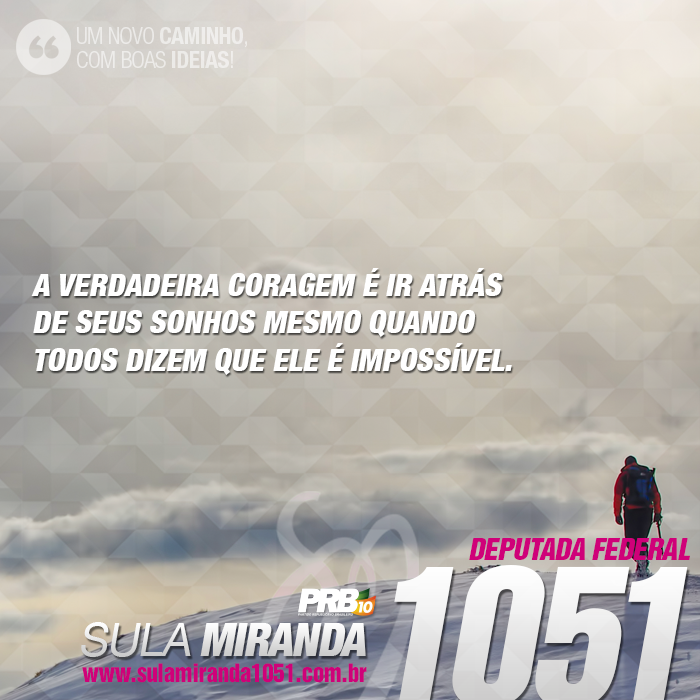 UM NOVO CAMINHO,
COM BOAS IDEIAS!
A VERDADEIRA CORAGEM É IR ATRÁS
DE SEUS SONHOS MESMO QUANDO
TODOS DIZEM QUE ELE É IMPOSSÍVEL.
DEPUTADA FEDERAL
1051
PRB 10
SULA MIRANDA
www.sulamiranda1051.com.br